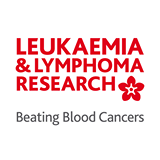 LEUKAEMIA
& LYMPHOMA
RESEARCH
Beating Blood Cancers